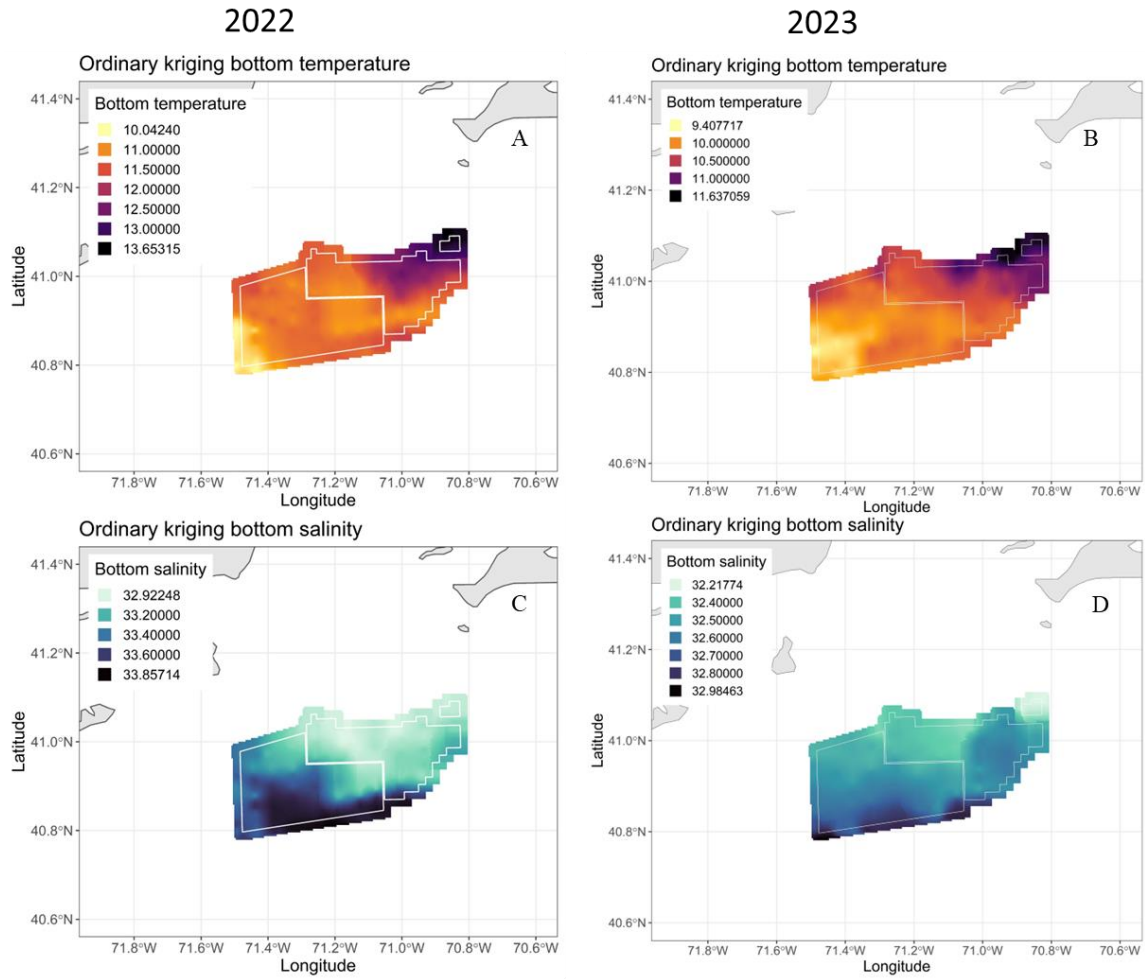 2022
2023
Ordinary kriging bottom temperature
41.4°N
41.2°N
41.0°N
40.8°N
40.6°N
Latitude
Bottom temperature
10.04240
11.00000
11.50000
12.00000
12.50000
13.00000
13.65315
A
71.8°W 71.6°W 71.4°W 71.2°W 71.0°W 70.8°W 70.6°W
Longitude
Ordinary kriging bottom temperature
41.4°N
41.2°N
41.0°N
40.8°N
40.6°N
Latitude
Bottom temperature
9.407717
10.000000
10.500000
11.000000
11.637059
B
71.8°W 71.6°W 71.4°W 71.2°W 71.0°W 70.8°W 70.6°W
Longitude
Ordinary kriging bottom salinity
41.4°N
41.2°N
41.0°N
40.8°N
40.6°N
Latitude
Bottom salinity
32.92248
33.20000
33.40000
33.60000
33.85714
C
71.8°W 71.6°W 71.4°W 71.2°W 71.0°W 70.8°W 70.6°W
Longitude
Ordinary kriging bottom salinity
41.4°N
41.2°N
41.0°N
40.8°N
40.6°N
Latitude
Bottom salinity
32.21774
32.40000
32.50000
32.60000
32.70000
32.80000
32.98463
D
71.8°W 71.6°W 71.4°W 71.2°W 71.0°W 70.8°W 70.6°W
Longitude